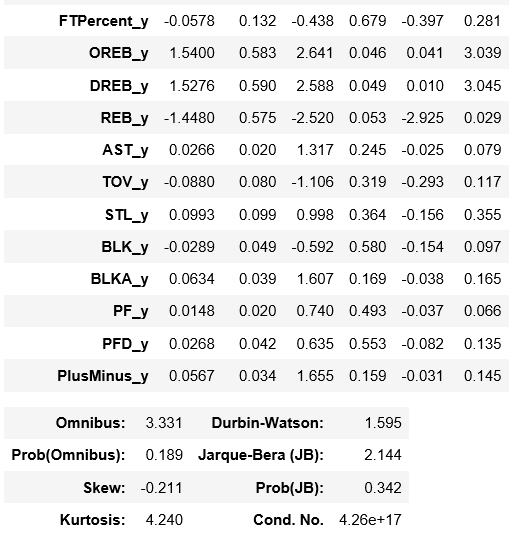 FTPercent_y -0.0578 0.132 -0.438 0.679 -0.397 0.281
OREB_y 1.5400 0.583 2.641 0.046 0.041 3.039
DREB_y 1.5276 0.590 2.588 0.049 0.010 3.045
REB_y -1.4480 0.575 -2.520 0.053 -2.925 0.029
AST_y 0.0266 0.020 1.317 0.245 -0.025 0.079
TOV_y -0.0880 0.080 -1.106 0.319 -0.293 0.117
STL_y 0.0993 0.099 0.998 0.364 -0.156 0.355
BLK_y -0.0289 0.049 -0.592 0.580 -0.154 0.097
BLKA_y 0.0634 0.039 1.607 0.169 -0.038 0.165
PF_y 0.0148 0.020 0.740 0.493 -0.037 0.066
PFD_y 0.0268 0.042 0.635 0.553 -0.082 0.135
PlusMinus_y 0.0567 0.034 1.655 0.159 -0.031 0.145
Omnibus: 3.331 Durbin-Watson: 1.595
Prob(Omnibus): 0.189 Jarque-Bera (JB): 2.144
Skew: -0.211 Prob(JB): 0.342
Kurtosis: 4.240 Cond. No. 4.26e+17